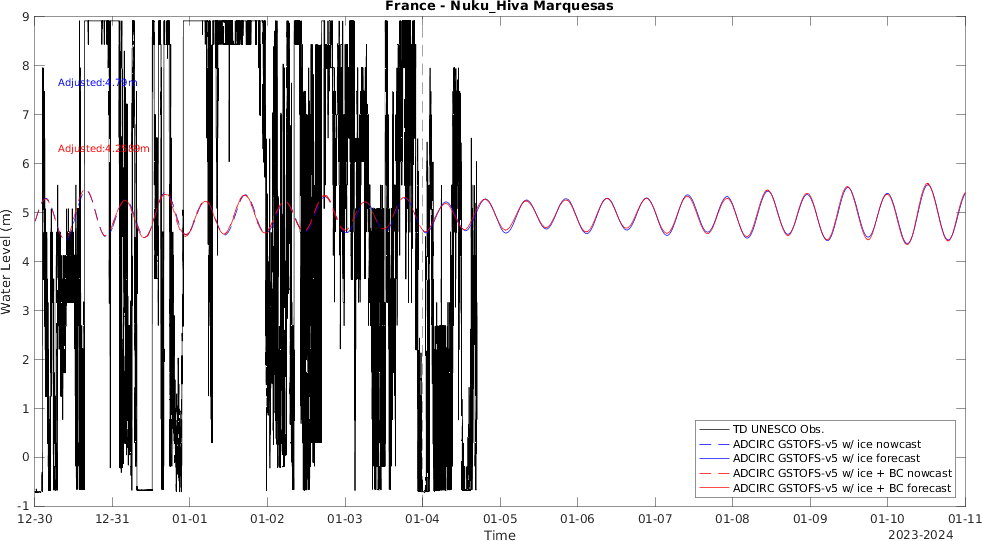 France - Nuku_Hiva Marquesas
9
8
7
6
5
4
3
2
1
0
-1
Water Level (m)
Adjusted:4.79m
12-30
12-31
01-01
01-02
01-03
01-04
01-05
01-06
01-07
01-08
01-09
01-10
01-11
Time
2023-2024
TD UNESCO Obs.
ADCIRC GSTOFS-v5 w/ ice nowcast
ADCIRC GSTOFS-v5 w/ ice forecast
ADCIRC GSTOFS-v5 w/ ice + BC nowcast
ADCIRC GSTOFS-v5 w/ ice + BC forecast